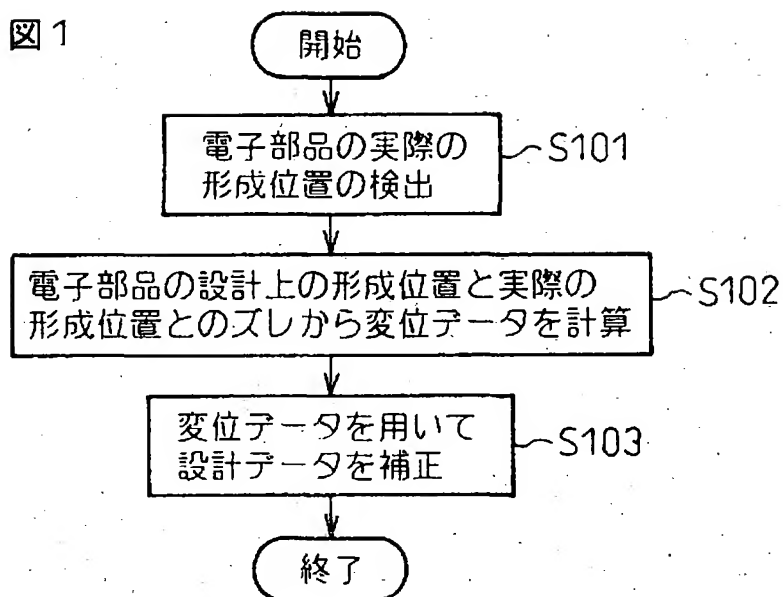 図1
開始
電子部品の実際の
形成位置の検出
S101
電子部品の設計上の形成位置と実際の
形成位置とのズレから変位データを計算
S102
変位データを用いて
設計データを補正
S103
終了